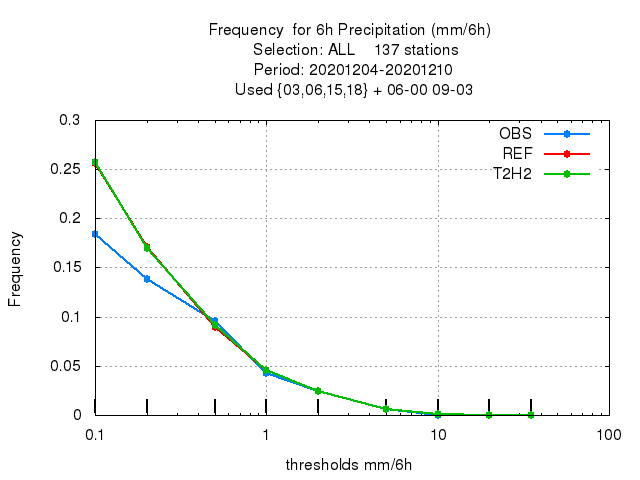 Frequency  for 6h Precipitation (mm/6h)
Selection: ALL    137 stations
Period: 20201204-20201210
Used {03,06,15,18} + 06-00 09-03
OBS
REF
T2H2
Frequency
0.3
0.25
0.2
0.15
0.1
0.05
0
0.1 1 10 100
thresholds mm/6h